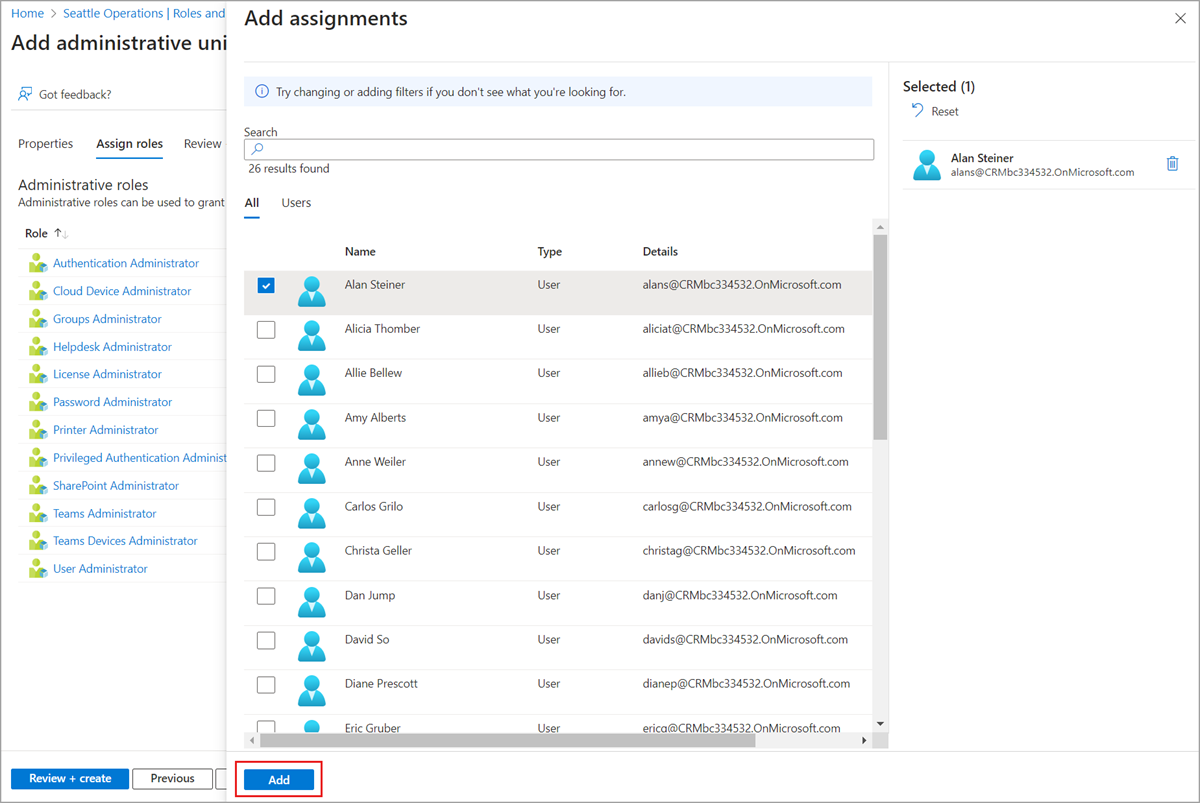 Home > Seattle Operations | Roles and
Add administrative uni
Got feedback?
Properties Assign roles Review
Administrative roles
Administrative roles can be used to grant
Role ↑↓
Authentication Administrator
Cloud Device Administrator
Groups Administrator
Helpdesk Administrator
License Administrator
Password Administrator
Printer Administrator
Privileged Authentication Administ
SharePoint Administrator
Teams Administrator
Teams Devices Administrator
User Administrator
Review + create Previous
Add assignments
Try changing or adding filters if you don't see what you're looking for.
Search
26 results found
All Users
Name Type Details
Alan Steiner User alans@CRMbc334532.OnMicrosoft.com
Alicia Thomber User aliciat@CRMbc334532.OnMicrosoft.com
Allie Bellew User allieb@CRMbc334532.OnMicrosoft.com
Amy Alberts User amya@CRMbc334532.OnMicrosoft.com
Anne Weiler User annew@CRMbc334532.OnMicrosoft.com
Carlos Grilo User carlosg@CRMbc334532.OnMicrosoft.com
Christa Geller User christag@CRMbc334532.OnMicrosoft.com
Dan Jump User danj@CRMbc334532.OnMicrosoft.com
David So User davids@CRMbc334532.OnMicrosoft.com
Diane Prescott User dianep@CRMbc334532.OnMicrosoft.com
Eric Gruber User ericg@CRMbc334532.OnMicrosoft.com
Add
Selected (1)
Reset
Alan Steiner
alans@CRMbc334532.OnMicrosoft.com